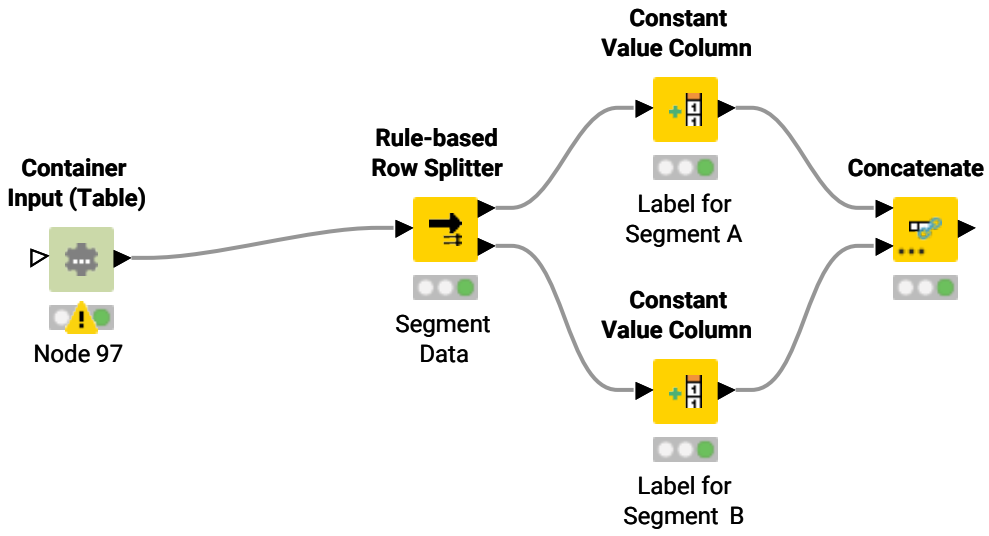 Container
Input (Table)
Node 97
Rule-based
Row Splitter
Segment
Data
Constant
Value Column
Label for
Segment A
Constant
Value Column
Label for
Segment  B
Concatenate